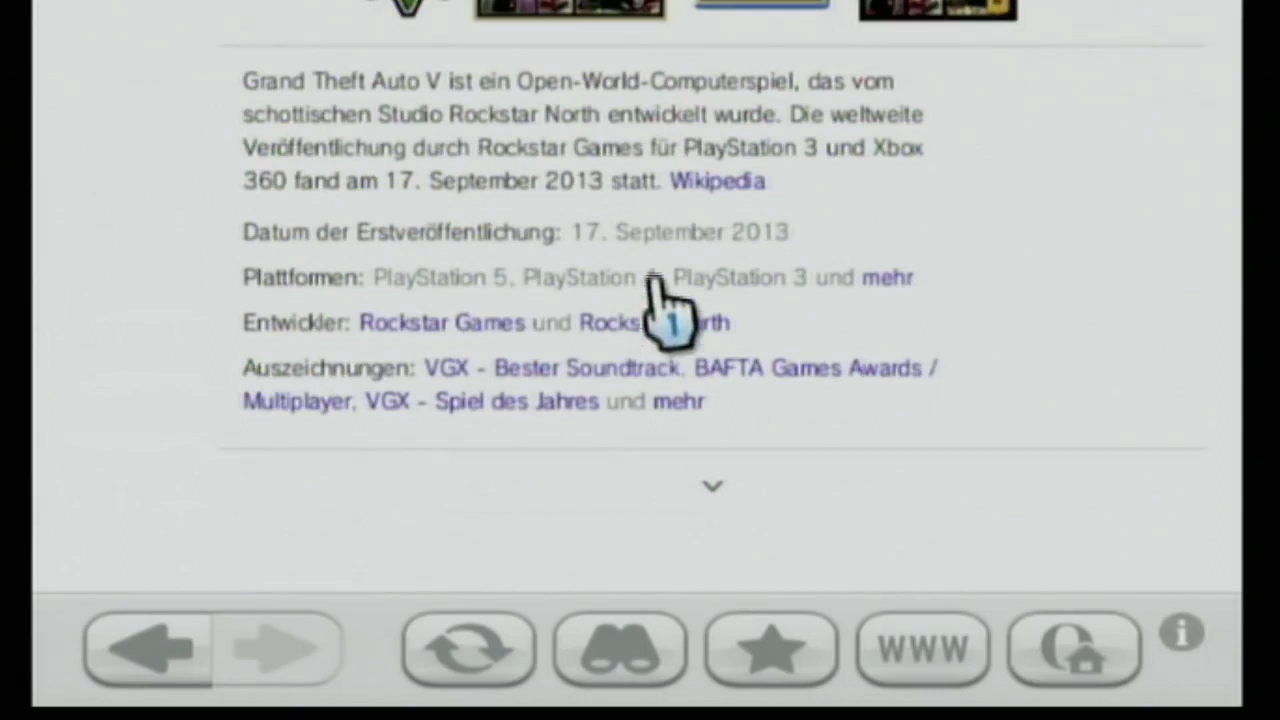 Grand Theft Auto V ist ein Open-World-Computerspiel, das vom
schottischen Studio Rockstar North entwickelt wurde. Die weltweite
Veröffentlichung durch Rockstar Games für PlayStation 3 und Xbox
360 fand am 17. September 2013 statt. Wikipedia
Datum der Erstveröffentlichung: 17. September 2013
Plattformen: PlayStation 5, PlayStation PlayStation 3 und mehr
Entwickler: Rockstar Games und
Auszeichnungen: VGX - Bester Soundtrack, BAFTA Games Awards /
Multiplayer, VGX - Spiel des Jahres und mehr
1
WWW
i